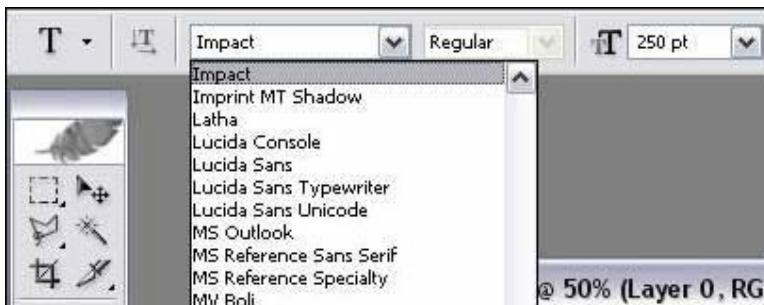 T Impact Regular T 250 pt
Impact
Imprint MT Shadow
Latha
Lucida Console
Lucida Sans
Lucida Sans Typewriter
Lucida Sans Unicode
MS Outlook
MS Reference Sans Serif
MS Reference Specialty
MV Boli
@ 50% (Layer 0, RG